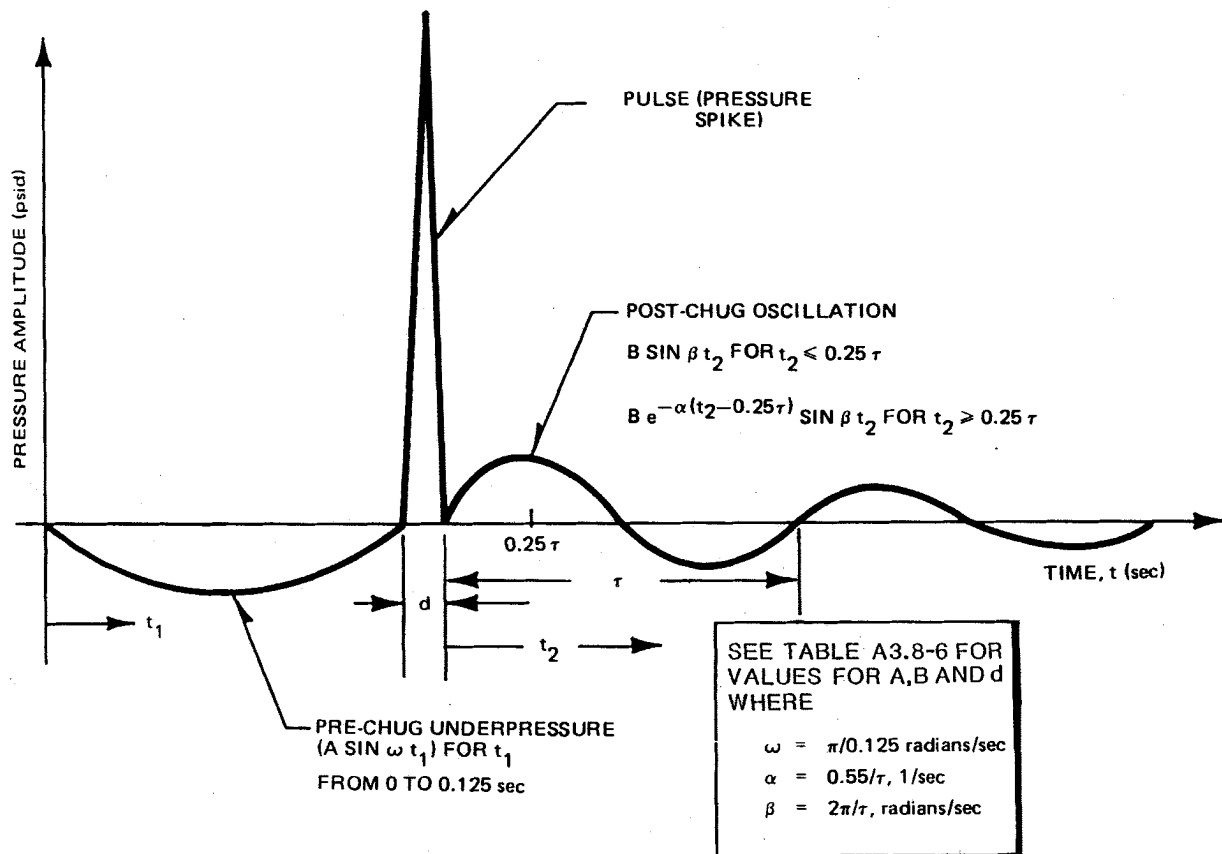 PRESSURE AMPLITUDE (psid)
PULSE (PRESSURE
SPIKE)
POST-CHUG OSCILLATION
B SIN β t₂ FOR t₂ ⩽ 0.25 τ
B e^{−α(t₂−0.25τ)} SIN β t₂ FOR t₂ ⩾ 0.25 τ
0.25 τ
TIME, t (sec)
τ
d
t₁
t₂
PRE-CHUG UNDERPRESSURE
(A SIN ω t₁) FOR t₁
FROM 0 TO 0.125 sec
SEE TABLE A3.8-6 FOR
VALUES FOR A,B AND d
WHERE
ω = π/0.125 radians/sec
α = 0.55/τ, 1/sec
β = 2π/τ, radians/sec